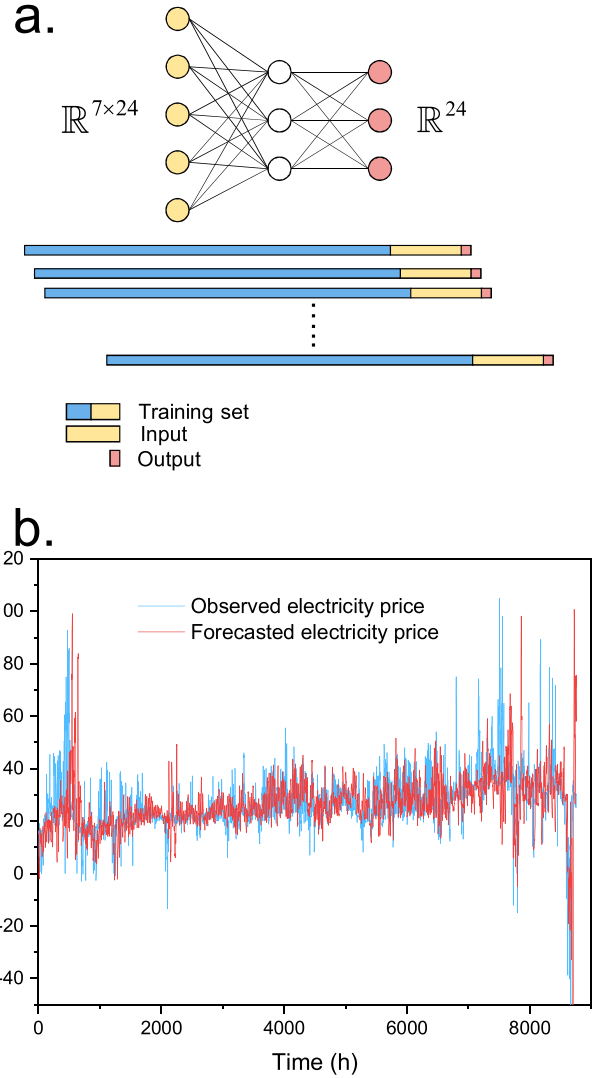 a.
ℝ^7×24
ℝ^24
Training set
Input
Output
b.
20
00
80
60
40
20
0
-20
-40
Observed electricity price
Forecasted electricity price
0 2000 4000 6000 8000
Time (h)